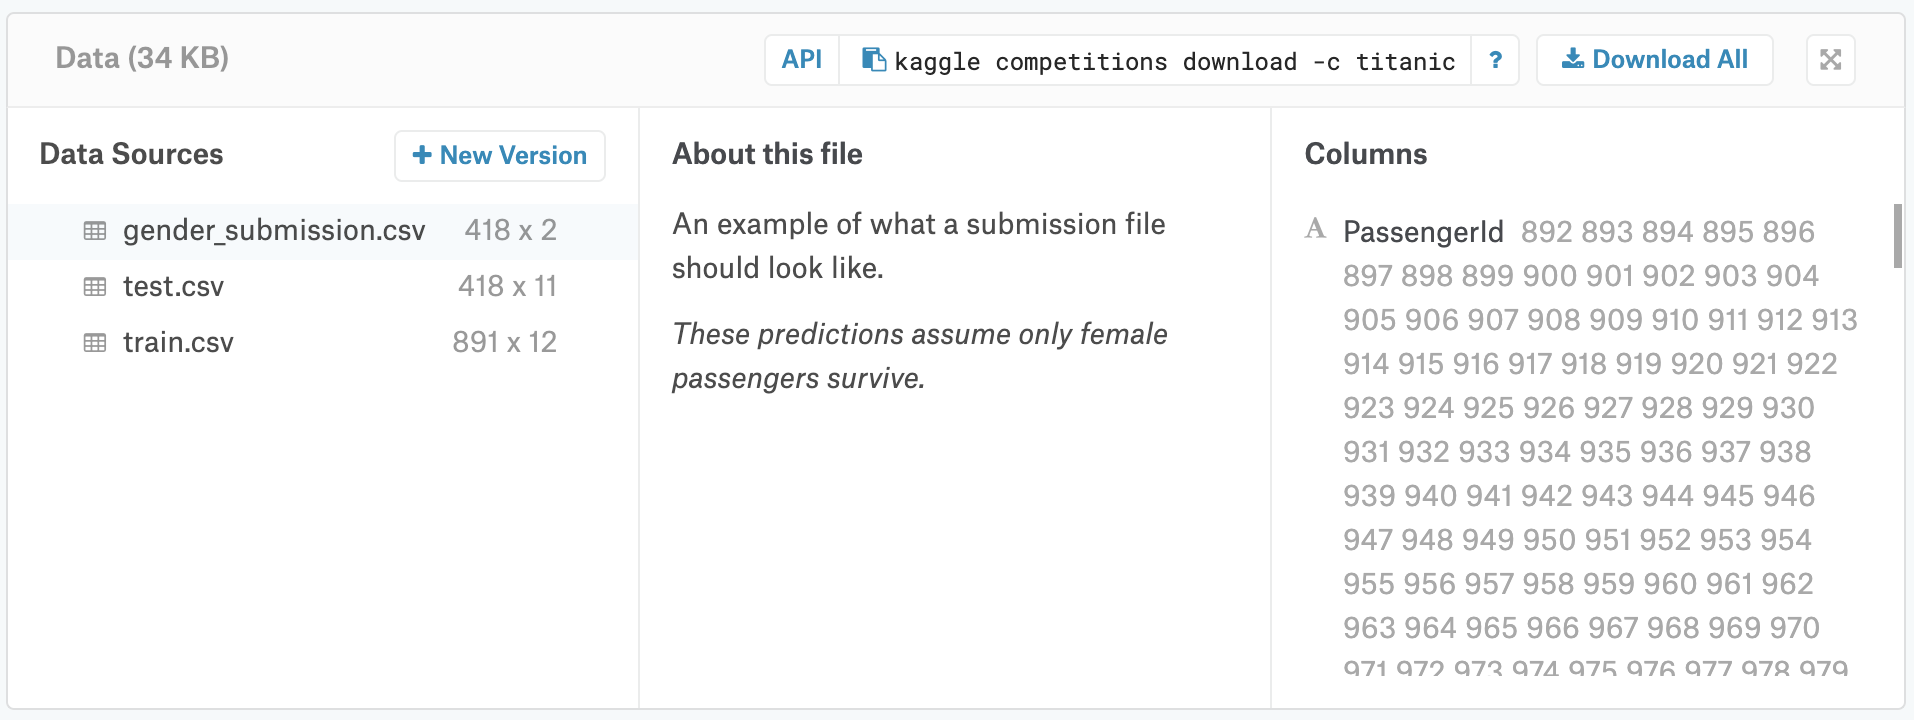 Data (34 KB)
API
kaggle competitions download -c titanic
?
Download All
Data Sources
+ New Version
gender_submission.csv 418 x 2
test.csv 418 x 11
train.csv 891 x 12
About this file
An example of what a submission file
should look like.
These predictions assume only female
passengers survive.
Columns
A PassengerId 892 893 894 895 896
897 898 899 900 901 902 903 904
905 906 907 908 909 910 911 912 913
914 915 916 917 918 919 920 921 922
923 924 925 926 927 928 929 930
931 932 933 934 935 936 937 938
939 940 941 942 943 944 945 946
947 948 949 950 951 952 953 954
955 956 957 958 959 960 961 962
963 964 965 966 967 968 969 970
971 972 973 974 975 976 977 978 979